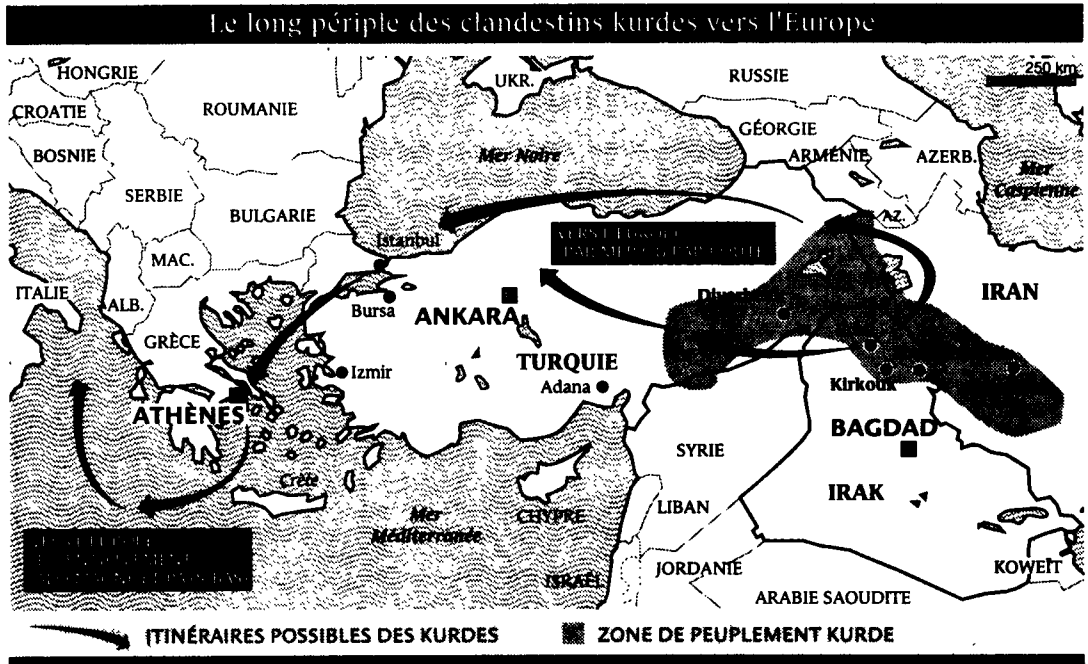 Le long périple des clandestins kurdes vers l'Europe
HONGRIE
UKR.
RUSSIE
250 km
CROATIE
ROUMANIE
GÉORGIE
BOSNIE
Mer Noire
ARMÉNIE
AZERB.
Mer
Caspienne
SERBIE
BULGARIE
AZ.
Istanbul
VERS L'EUROPE
MAC.
ITALIE
ALB.
Bursa
ANKARA
IRAN
GRÈCE
TURQUIE
Izmir
Adana
Kirkouk
ATHÈNES
BAGDAD
SYRIE
Crète
IRAK
Mer
Méditerranée
CHYPRE
LIBAN
ISRAËL
JORDANIE
KOWEÏT
ARABIE SAOUDITE
ITINÉRAIRES POSSIBLES DES KURDES
ZONE DE PEUPLEMENT KURDE